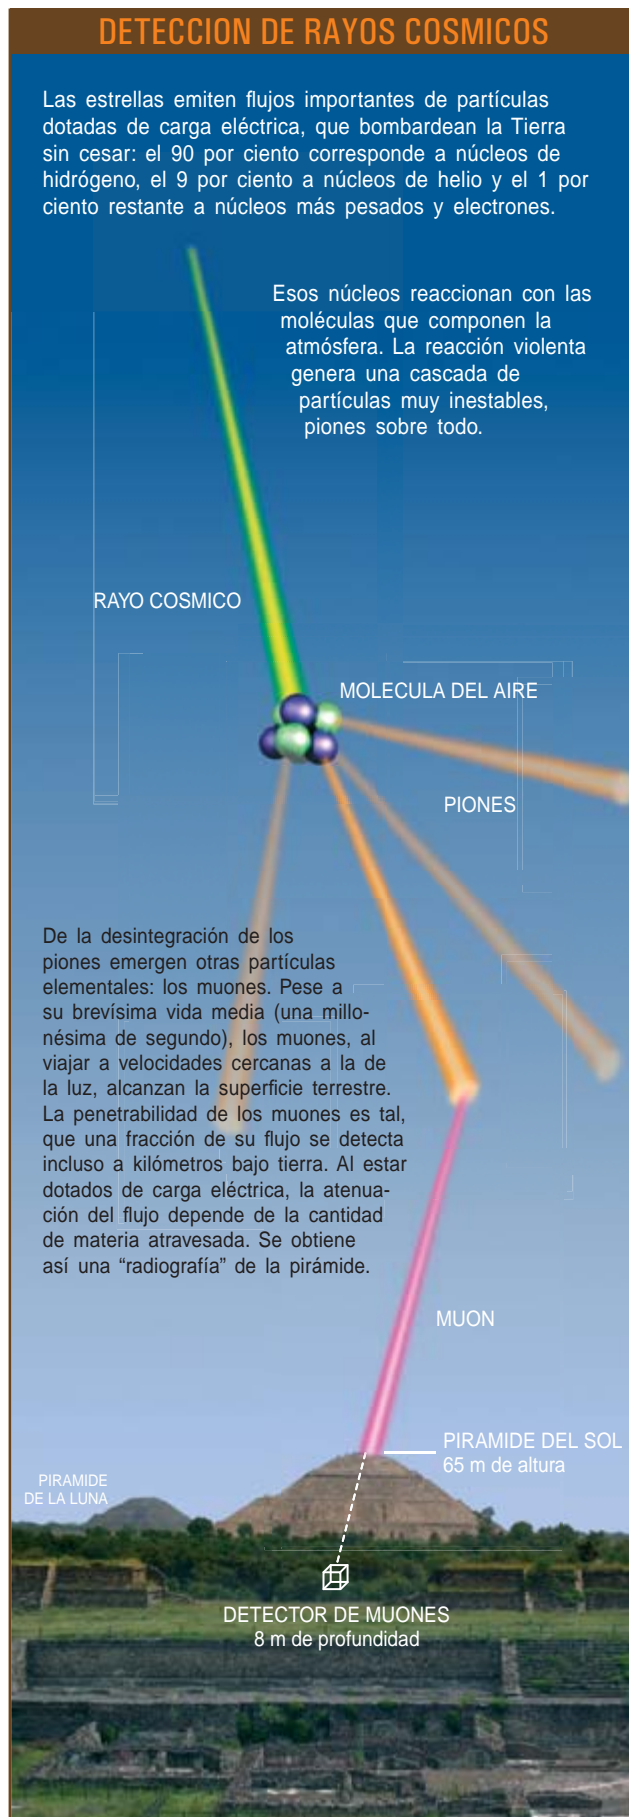 DETECCION DE RAYOS COSMICOS
Las estrellas emiten flujos importantes de partículas
dotadas de carga eléctrica, que bombardean la Tierra
sin cesar: el 90 por ciento corresponde a núcleos de
hidrógeno, el 9 por ciento a núcleos de helio y el 1 por
ciento restante a núcleos más pesados y electrones.
Esos núcleos reaccionan con las
moléculas que componen la
atmósfera. La reacción violenta
genera una cascada de
partículas muy inestables,
piones sobre todo.
RAYO COSMICO
MOLECULA DEL AIRE
PIONES
De la desintegración de los
piones emergen otras partículas
elementales: los muones. Pese a
su brevísima vida media (una millo-
nésima de segundo), los muones, al
viajar a velocidades cercanas a la de
la luz, alcanzan la superficie terrestre.
La penetrabilidad de los muones es tal,
que una fracción de su flujo se detecta
incluso a kilómetros bajo tierra. Al estar
dotados de carga eléctrica, la atenua-
ción del flujo depende de la cantidad
de materia atravesada. Se obtiene
así una “radiografía” de la pirámide.
MUON
PIRAMIDE DEL SOL
65 m de altura
PIRAMIDE
DE LA LUNA
DETECTOR DE MUONES
8 m de profundidad